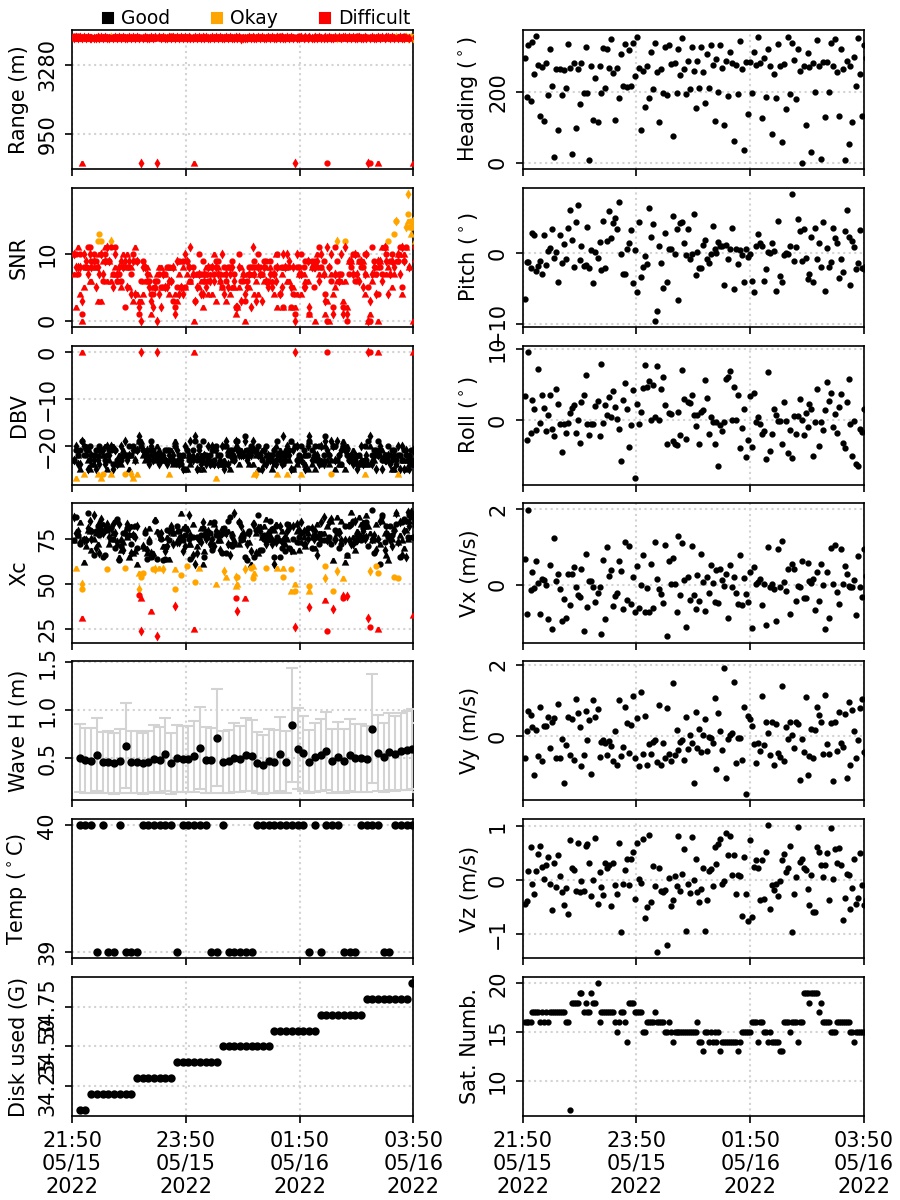 Good Okay Difficult
Range (m)
3280
950
Heading (°)
200
0
SNR
10
0
Pitch (°)
0
−10
DBV
0
−10
−20
Roll (°)
10
0
Xc
75
50
25
Vx (m/s)
2
0
Wave H (m)
1.5
1.0
0.5
Vy (m/s)
2
0
Temp (°C)
40
39
Vz (m/s)
1
0
−1
Disk used (G)
34.75
34.50
34.25
Sat. Numb.
20
15
10
21:50 23:50 01:50 03:50
05/15 05/15 05/16 05/16
2022 2022 2022 2022
21:50 23:50 01:50 03:50
05/15 05/15 05/16 05/16
2022 2022 2022 2022